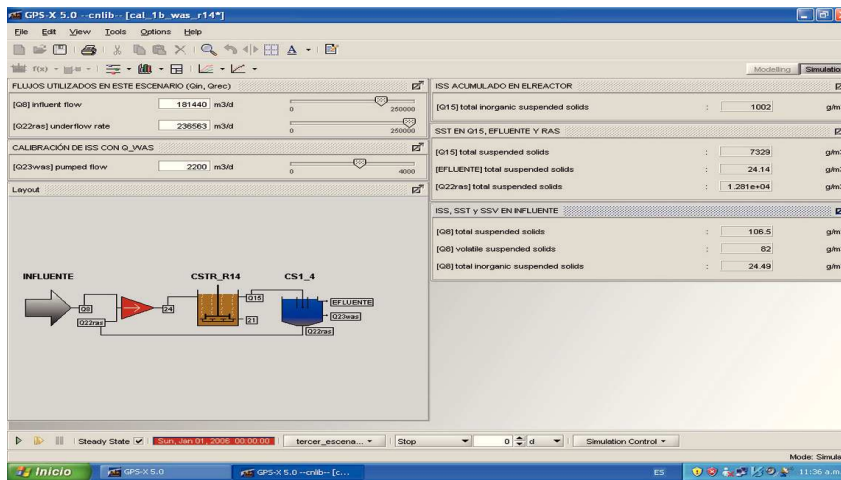 GPS-X 5.0 --cnlib-- [cal_1b_was_r14*]
File Edit View Tools Options Help
f(x)
A
Modelling Simulatio
FLUJOS UTILIZADOS EN ESTE ESCENARIO (Qin, Qrec)
[Q8] influent flow 181440 m3/d 0 250000
[Q22ras] underflow rate 236563 m3/d 0 250000
CALIBRACIÓN DE ISS CON Q_WAS
[Q23was] pumped flow 2200 m3/d 0 4000
Layout
INFLUENTE
CSTR_R14
CS1_4
Q8
Q22ras
24
Q15
21
EFLUENTE
Q23was
Q22ras
ISS ACUMULADO EN ELREACTOR
[Q15] total inorganic suspended solids : 1002 g/m
SST EN Q15, EFLUENTE Y RAS
[Q15] total suspended solids : 7329 g/m
[EFLUENTE] total suspended solids : 24.14 g/m
[Q22ras] total suspended solids : 1.281e+04 g/m
ISS, SST y SSV EN INFLUENTE
[Q8] total suspended solids : 106.5 g/m
[Q8] volatile suspended solids : 82 g/m
[Q8] total inorganic suspended solids : 24.49 g/m
Steady State Sun, Jan 01, 2006 00:00:00 tercer_escena... Stop 0 d Simulation Control
Mode: Simula
Inicio GPS-X 5.0 GPS-X 5.0 --cnlib-- [c... ES 11:36 a.m